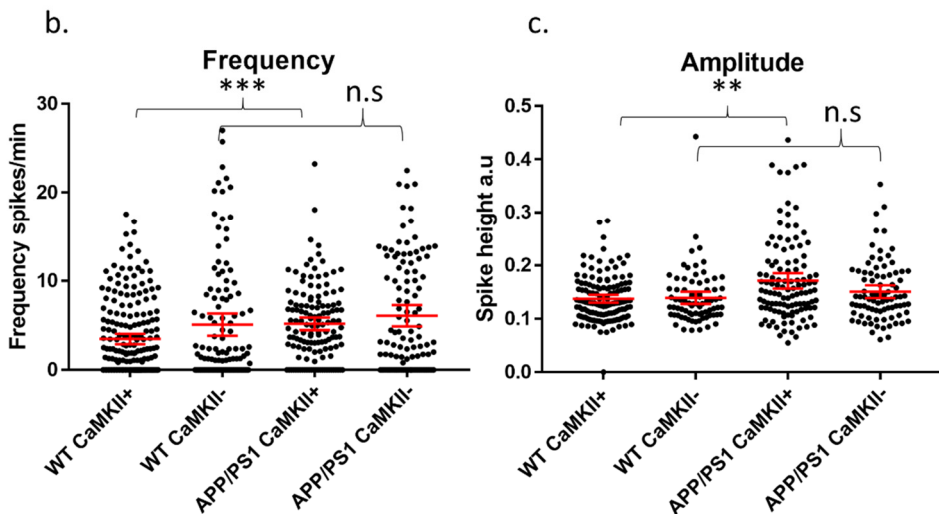 b.
Frequency
***
n.s
30
20
10
0
Frequency spikes/min
WT CaMKII+
WT CaMKII-
APP/PS1 CaMKII+
APP/PS1 CaMKII-
c.
Amplitude
**
n.s
0.5
0.4
0.3
0.2
0.1
0.0
Spike height a.u
WT CaMKII+
WT CaMKII-
APP/PS1 CaMKII+
APP/PS1 CaMKII-